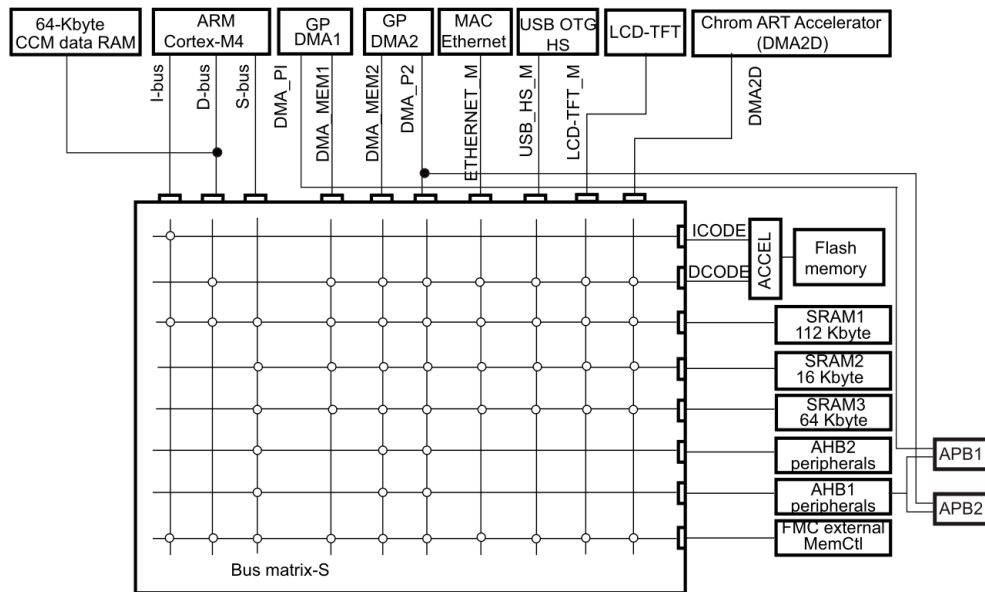 64-Kbyte
CCM data RAM
ARM
Cortex-M4
GP
DMA1
GP
DMA2
MAC
Ethernet
USB OTG
HS
LCD-TFT
Chrom ART Accelerator
(DMA2D)
I-bus
D-bus
S-bus
DMA_PI
DMA_MEM1
DMA_MEM2
DMA_P2
ETHERNET_M
USB_HS_M
LCD-TFT_M
DMA2D
ICODE
DCODE
ACCEL
Flash
memory
SRAM1
112 Kbyte
SRAM2
16 Kbyte
SRAM3
64 Kbyte
AHB2
peripherals
AHB1
peripherals
FMC external
MemCtl
APB1
APB2
Bus matrix-S